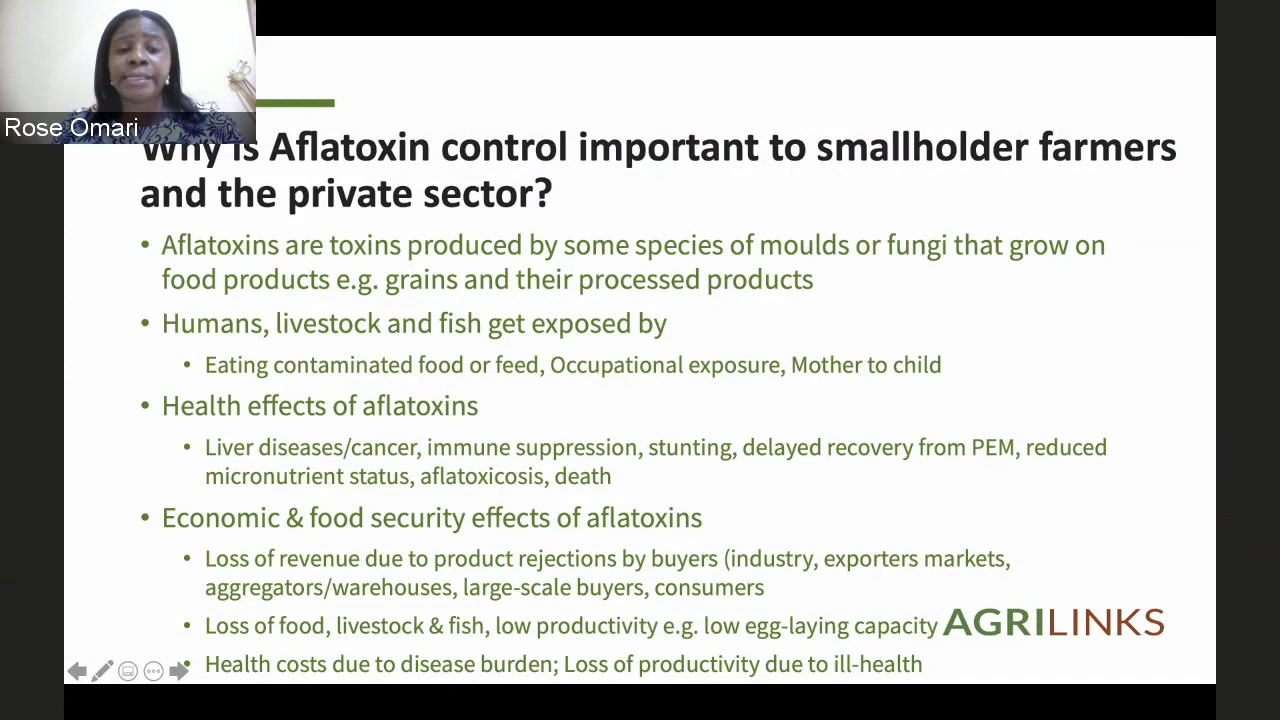 Rose Omari
Why is Aflatoxin control important to smallholder farmers
and the private sector?
• Aflatoxins are toxins produced by some species of moulds or fungi that grow on
food products e.g. grains and their processed products
• Humans, livestock and fish get exposed by
• Eating contaminated food or feed, Occupational exposure, Mother to child
• Health effects of aflatoxins
• Liver diseases/cancer, immune suppression, stunting, delayed recovery from PEM, reduced
micronutrient status, aflatoxicosis, death
• Economic & food security effects of aflatoxins
• Loss of revenue due to product rejections by buyers (industry, exporters markets,
aggregators/warehouses, large-scale buyers, consumers
• Loss of food, livestock & fish, low productivity e.g. low egg-laying capacity
AGRILINKS
• Health costs due to disease burden; Loss of productivity due to ill-health